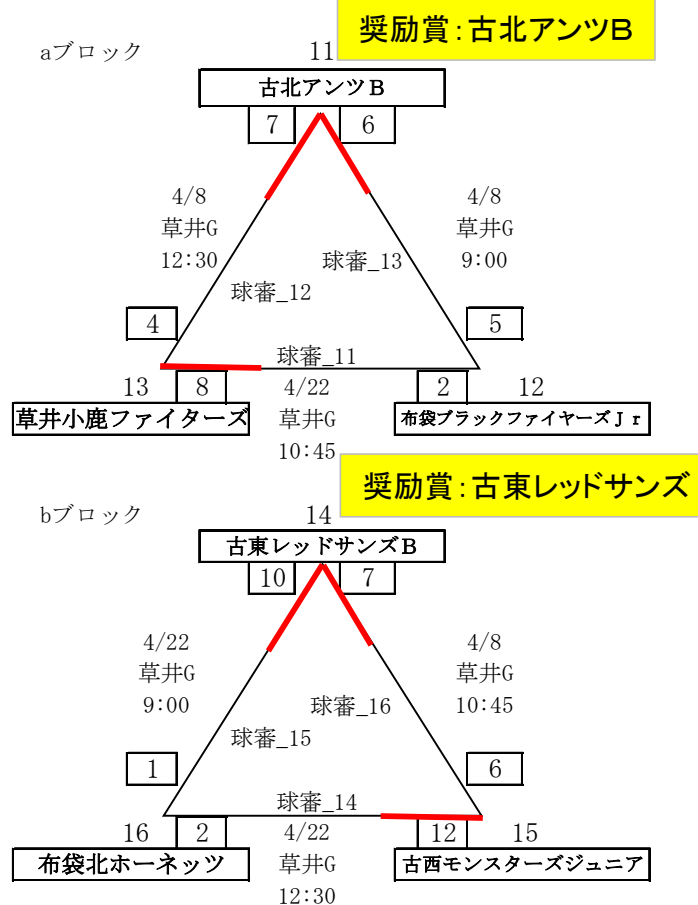 奨励賞:古北アンツB
aブロック
11
古北アンツB
7
6
4/8
草井G
12:30
4/8
草井G
9:00
球審_13
球審_12
4
5
球審_11
13
8
4/22
草井G
10:45
2
12
草井小鹿ファイターズ
布袋ブラックファイヤーズJr
奨励賞:古東レッドサンズ
bブロック
14
古東レッドサンズB
10
7
4/22
草井G
9:00
4/8
草井G
10:45
球審_16
球審_15
1
6
球審_14
16
2
4/22
草井G
12:30
12
15
布袋北ホーネッツ
古西モンスターズジュニア